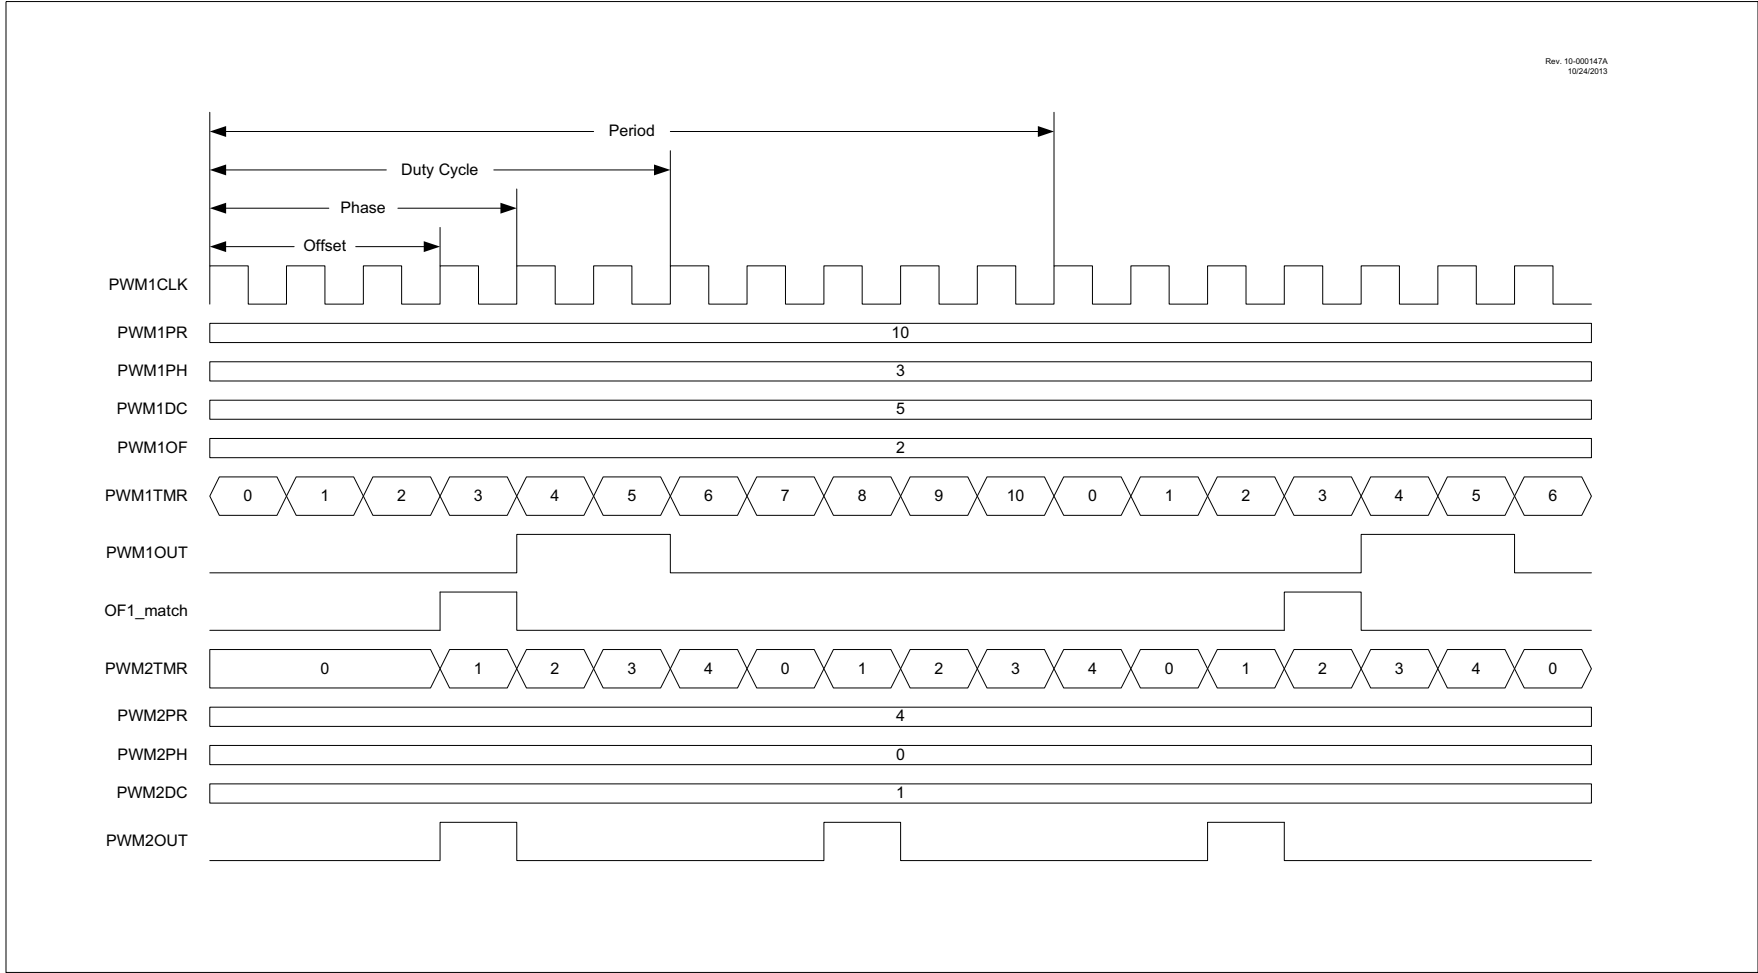 Rev. 10-000147A
10/24/2013
Period
Duty Cycle
Phase
Offset
PWM1CLK
PWM1PR 10
PWM1PH 3
PWM1DC 5
PWM1OF 2
PWM1TMR 0 1 2 3 4 5 6 7 8 9 10 0 1 2 3 4 5 6
PWM1OUT
OF1_match
PWM2TMR 0 1 2 3 4 0 1 2 3 4 0 1 2 3 4 0
PWM2PR 4
PWM2PH 0
PWM2DC 1
PWM2OUT